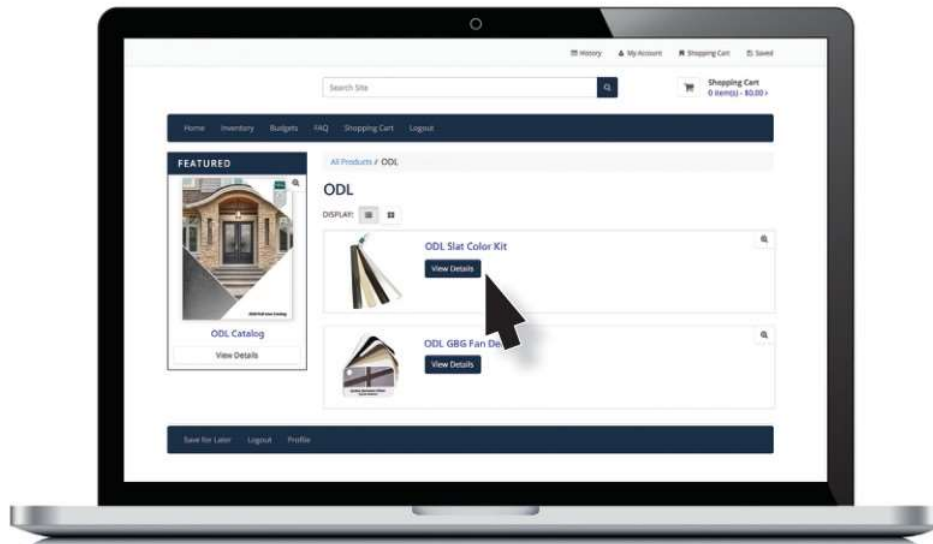 History My Account Shopping Cart Saved
Search Site
Shopping Cart
0 item(s) - $0.00 >
Home Inventory Budgets FAQ Shopping Cart Logout
FEATURED
All Products / ODL
ODL
DISPLAY:
ODL Slat Color Kit
View Details
ODL Catalog
View Details
ODL GBG Fan De
View Details
Save for Later Logout Profile